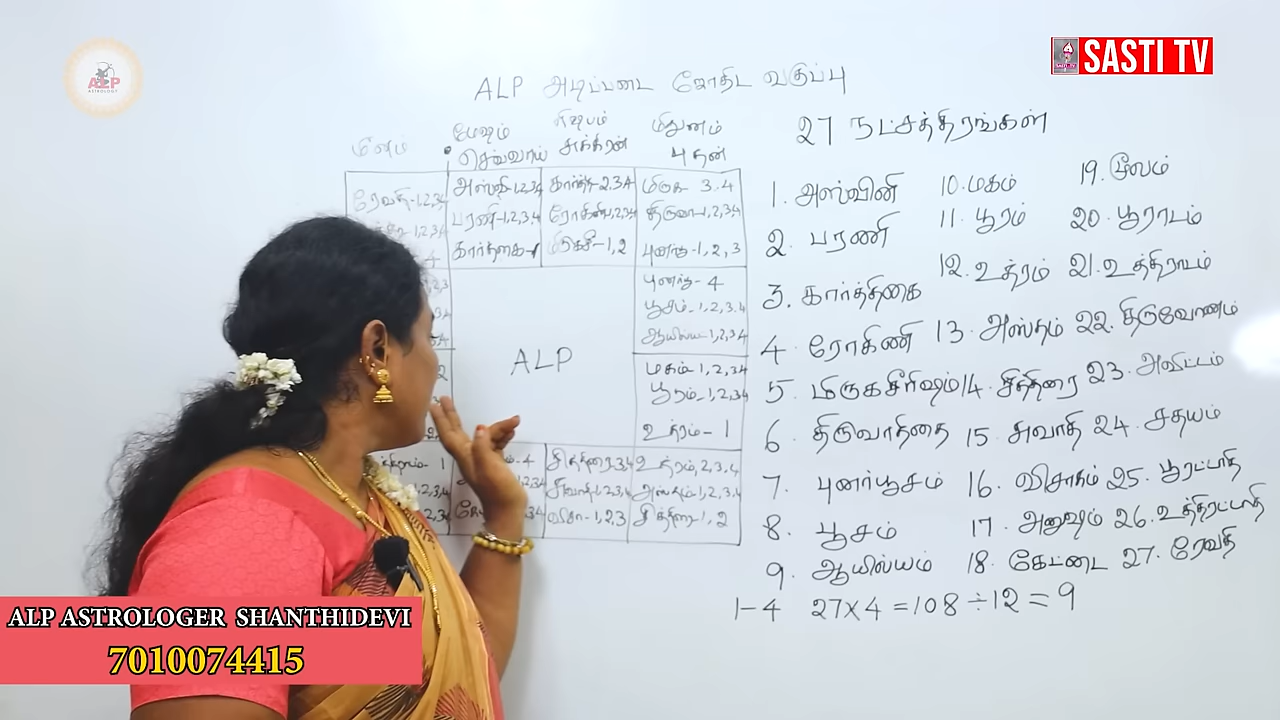 ALP ASTROLOGY
SASTI TV
ALP அடிப்படை ஜோதிட வகுப்பு
மீனம் மேஷம் ரிஷபம் மிதுனம்
செவ்வாய் சுக்கிரன் புதன்
27 நட்சத்திரங்கள்
ரேவதி-1,2,3,4 அஸ்வி-1,2,3,4 கார்த்தி-2,3,4 மிருக 3.4
பரணி-1,2,3,4 ரோகிணி-1,2,3,4 திருவா-1,2,3,4
கார்த்திகை-1 மிருகசீ-1,2 புனர்பூ-1,2,3
புனர்பூ-4
பூசம்-1,2,3,4
ஆயில்ய-1,2,3,4
ALP
மகம்-1,2,3,4
பூரம்-1,2,3,4
உத்ரம்-1
சித்திரை-3,4 உத்ரம்,2,3,4
சுவாதி-1,2,3,4 அஸ்தம்-1,2,3,4
விசா-1,2,3 சித்திரை-1,2
1. அஸ்வினி 10. மகம் 19. மூலம்
2. பரணி 11. பூரம் 20. பூராடம்
3. கார்த்திகை 12. உத்ரம் 21. உத்திராடம்
4 ரோகிணி 13. அஸ்தம் 22. திருவோணம்
5. மிருகசீரிஷம் 14. சித்திரை 23. அவிட்டம்
6 திருவாதிரை 15. சுவாதி 24. சதயம்
7. புனர்பூசம் 16. விசாகம் 25. பூரட்டாதி
8. பூசம் 17. அனுஷம் 26. உத்திரட்டாதி
9. ஆயில்யம் 18. கேட்டை 27. ரேவதி
1-4 27×4 =108 ÷12 = 9
ALP ASTROLOGER SHANTHIDEVI
7010074415